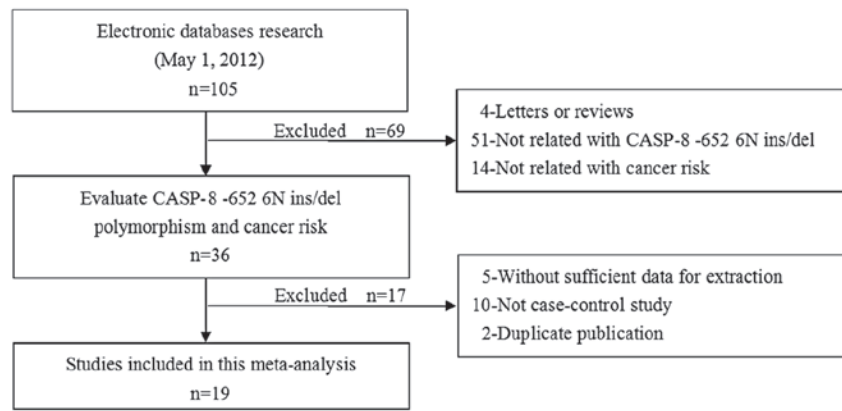 Electronic databases research
(May 1, 2012)
n=105
Excluded n=69
4-Letters or reviews
51-Not related with CASP-8 -652 6N ins/del
14-Not related with cancer risk
Evaluate CASP-8 -652 6N ins/del
polymorphism and cancer risk
n=36
Excluded n=17
5-Without sufficient data for extraction
10-Not case-control study
2-Duplicate publication
Studies included in this meta-analysis
n=19